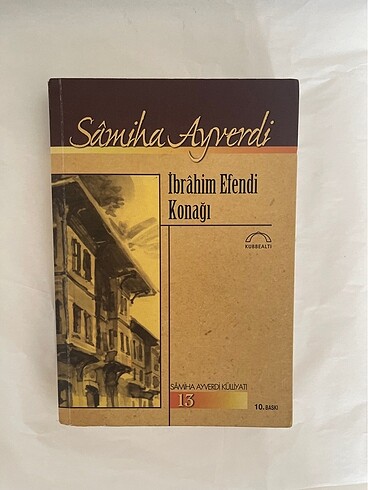 Sâmiha Ayverdi
İbrâhim Efendi
Konağı
KUBBEALTI
SÂMİHA AYVERDİ KÜLLİYATI
13
10. BASKI